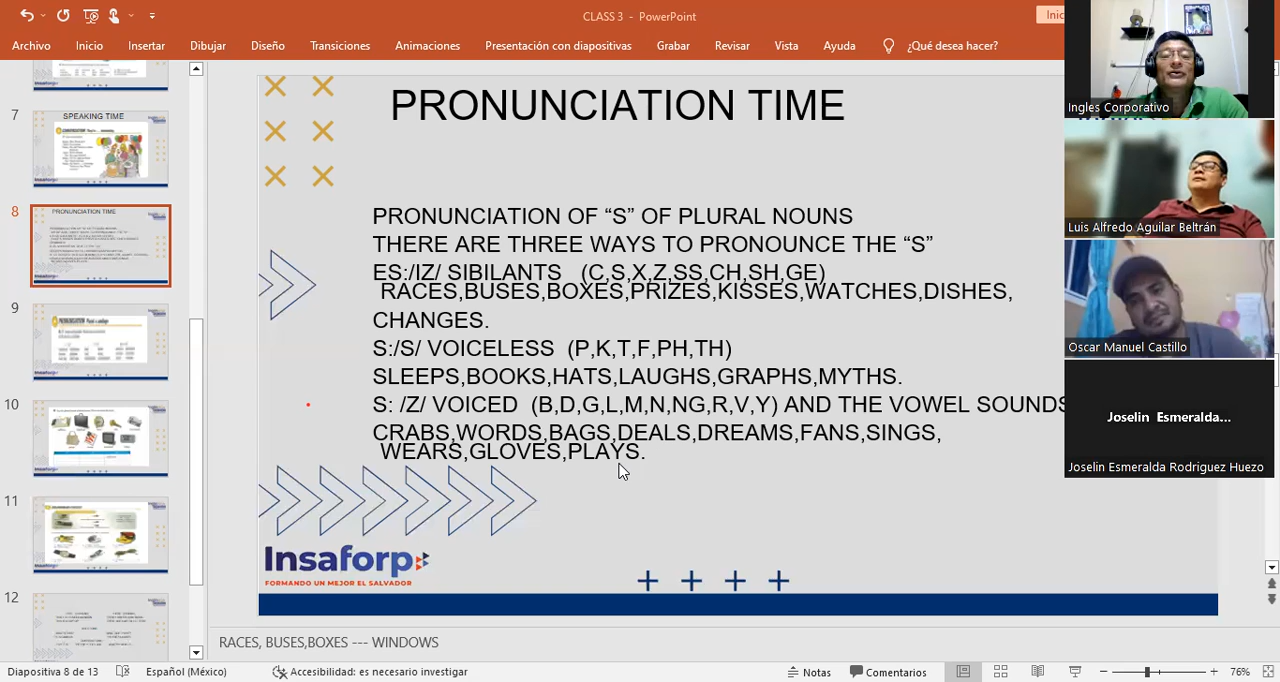 CLASS 3 - PowerPoint
Inic
Archivo
Inicio
Insertar
Dibujar
Diseño
Transiciones
Animaciones
Presentación con diapositivas
Grabar
Revisar
Vista
Ayuda
¿Qué desea hacer?
Insaforp
7
SPEAKING TIME
8
PRONUNCIATION TIME
9
10
11
12
PRONUNCIATION TIME
PRONUNCIATION OF “S” OF PLURAL NOUNS
THERE ARE THREE WAYS TO PRONOUNCE THE “S”
ES:/IZ/ SIBILANTS (C,S,X,Z,SS,CH,SH,GE)
RACES,BUSES,BOXES,PRIZES,KISSES,WATCHES,DISHES,
CHANGES.
S:/S/ VOICELESS (P,K,T,F,PH,TH)
SLEEPS,BOOKS,HATS,LAUGHS,GRAPHS,MYTHS.
S: /Z/ VOICED (B,D,G,L,M,N,NG,R,V,Y) AND THE VOWEL SOUNDS
CRABS,WORDS,BAGS,DEALS,DREAMS,FANS,SINGS,
WEARS,GLOVES,PLAYS.
Insaforp
FORMANDO UN MEJOR EL SALVADOR
RACES, BUSES,BOXES --- WINDOWS
Ingles Corporativo
Luis Alfredo Aguilar Beltrán
Oscar Manuel Castillo
Joselin Esmeralda...
Joselin Esmeralda Rodriguez Huezo
Diapositiva 8 de 13
Español (México)
Accesibilidad: es necesario investigar
Notas
Comentarios
76%